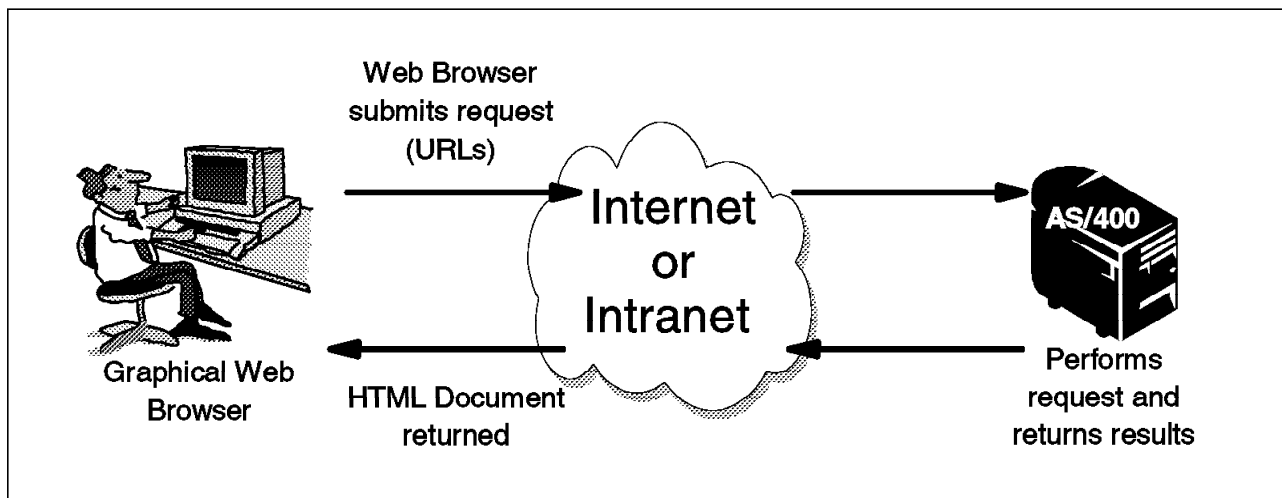 Web Browser
submits request
(URLs)
Internet
or
Intranet
AS/400
Graphical Web
Browser
HTML Document
returned
Performs
request and
returns results